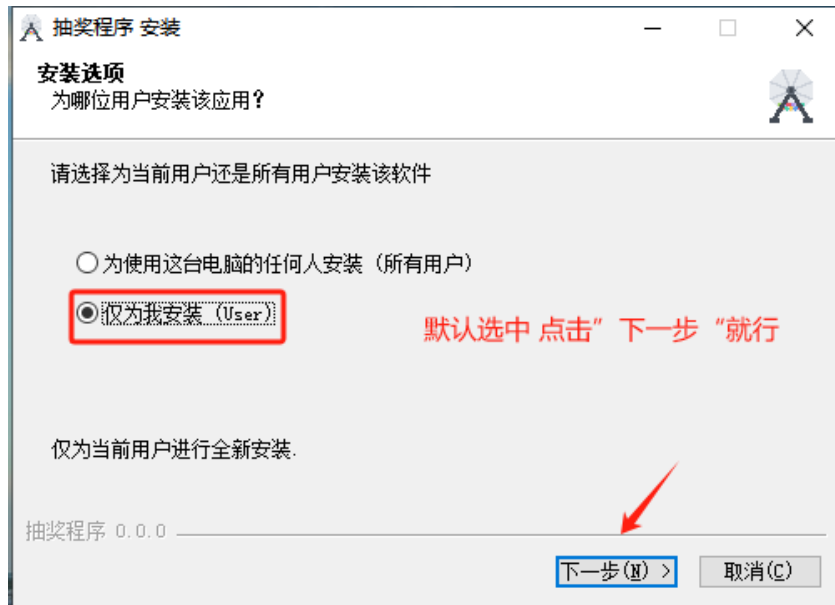 抽奖程序 安装
安装选项
为哪位用户安装该应用?
请选择为当前用户还是所有用户安装该软件
为使用这台电脑的任何人安装 (所有用户)
仅为我安装 (User)
默认选中 点击”下一步“就行
仅为当前用户进行全新安装.
抽奖程序 0.0.0
下一步(N) >
取消(C)